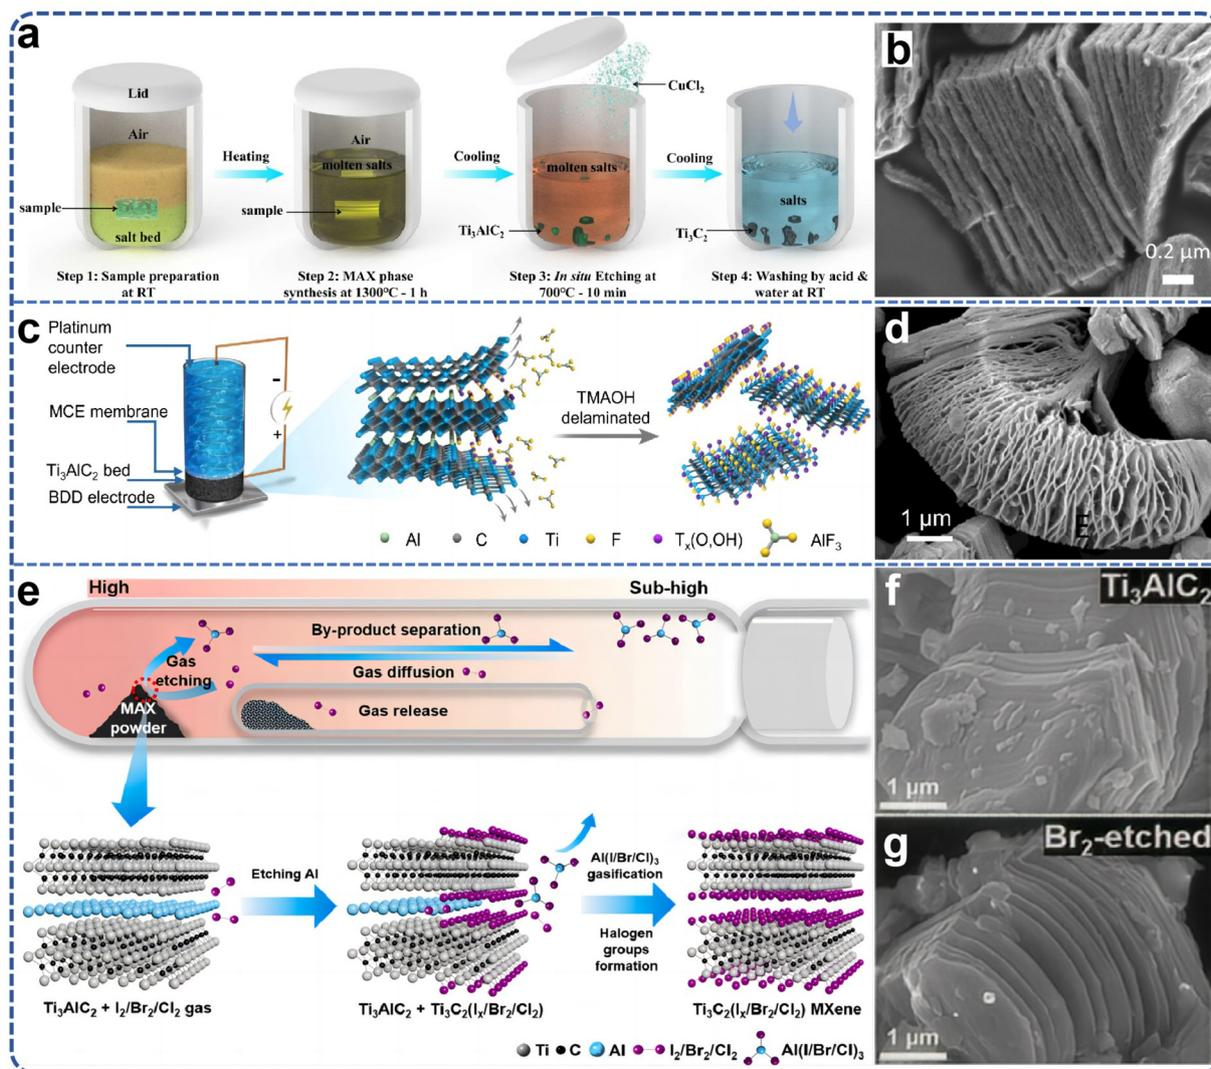 a
Lid
Air
sample
salt bed
Step 1: Sample preparation
at RT
Heating
Air
molten salts
sample
Step 2: MAX phase
synthesis at 1300°C - 1 h
Cooling
CuCl₂
molten salts
Ti₃AlC₂
Step 3: In situ Etching at
700°C - 10 min
Cooling
salts
Ti₃C₂
Step 4: Washing by acid &
water at RT
b
0.2 μm
c
Platinum
counter
electrode
MCE membrane
Ti₃AlC₂ bed
BDD electrode
-
+
TMAOH
delaminated
Al C Ti F Tₓ(O,OH) AlF₃
d
1 μm
E
e
High
Sub-high
By-product separation
Gas
etching
Gas diffusion
MAX
powder
Gas release
Etching Al
Al(I/Br/Cl)₃
gasification
Halogen
groups
formation
Ti₃AlC₂ + I₂/Br₂/Cl₂ gas
Ti₃AlC₂ + Ti₃C₂(Iₓ/Br₂/Cl₂)
Ti₃C₂(Iₓ/Br₂/Cl₂) MXene
Ti C Al I₂/Br₂/Cl₂ Al(I/Br/Cl)₃
f
Ti₃AlC₂
1 μm
g
Br₂-etched
1 μm